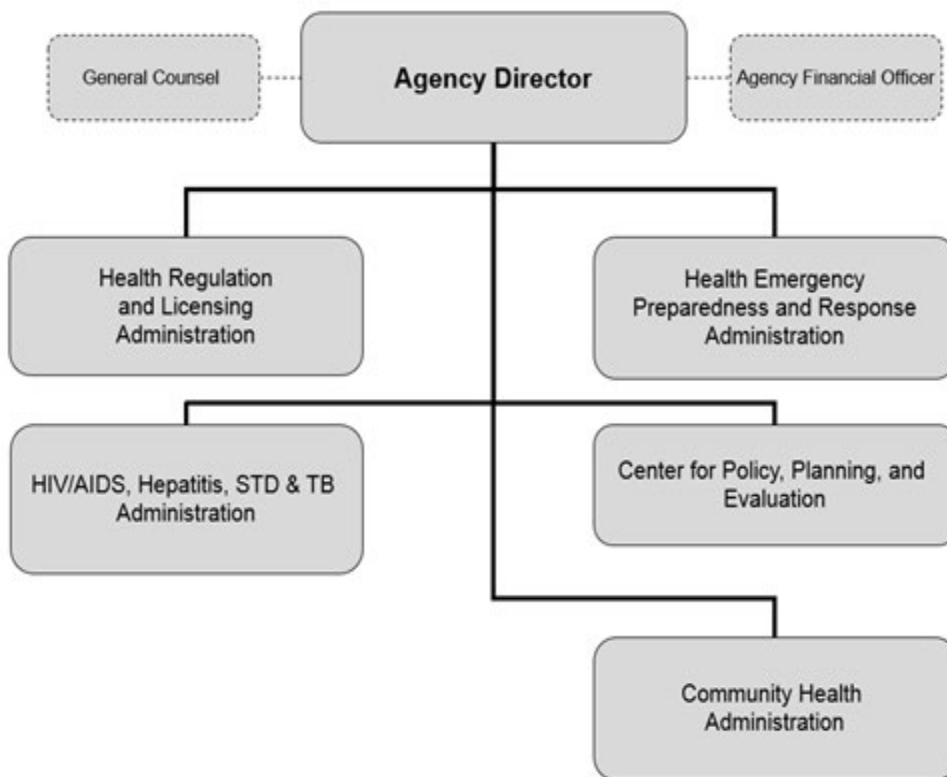 General Counsel
Agency Director
Agency Financial Officer
Health Regulation
and Licensing
Administration
Health Emergency
Preparedness and Response
Administration
HIV/AIDS, Hepatitis, STD & TB
Administration
Center for Policy, Planning, and
Evaluation
Community Health
Administration